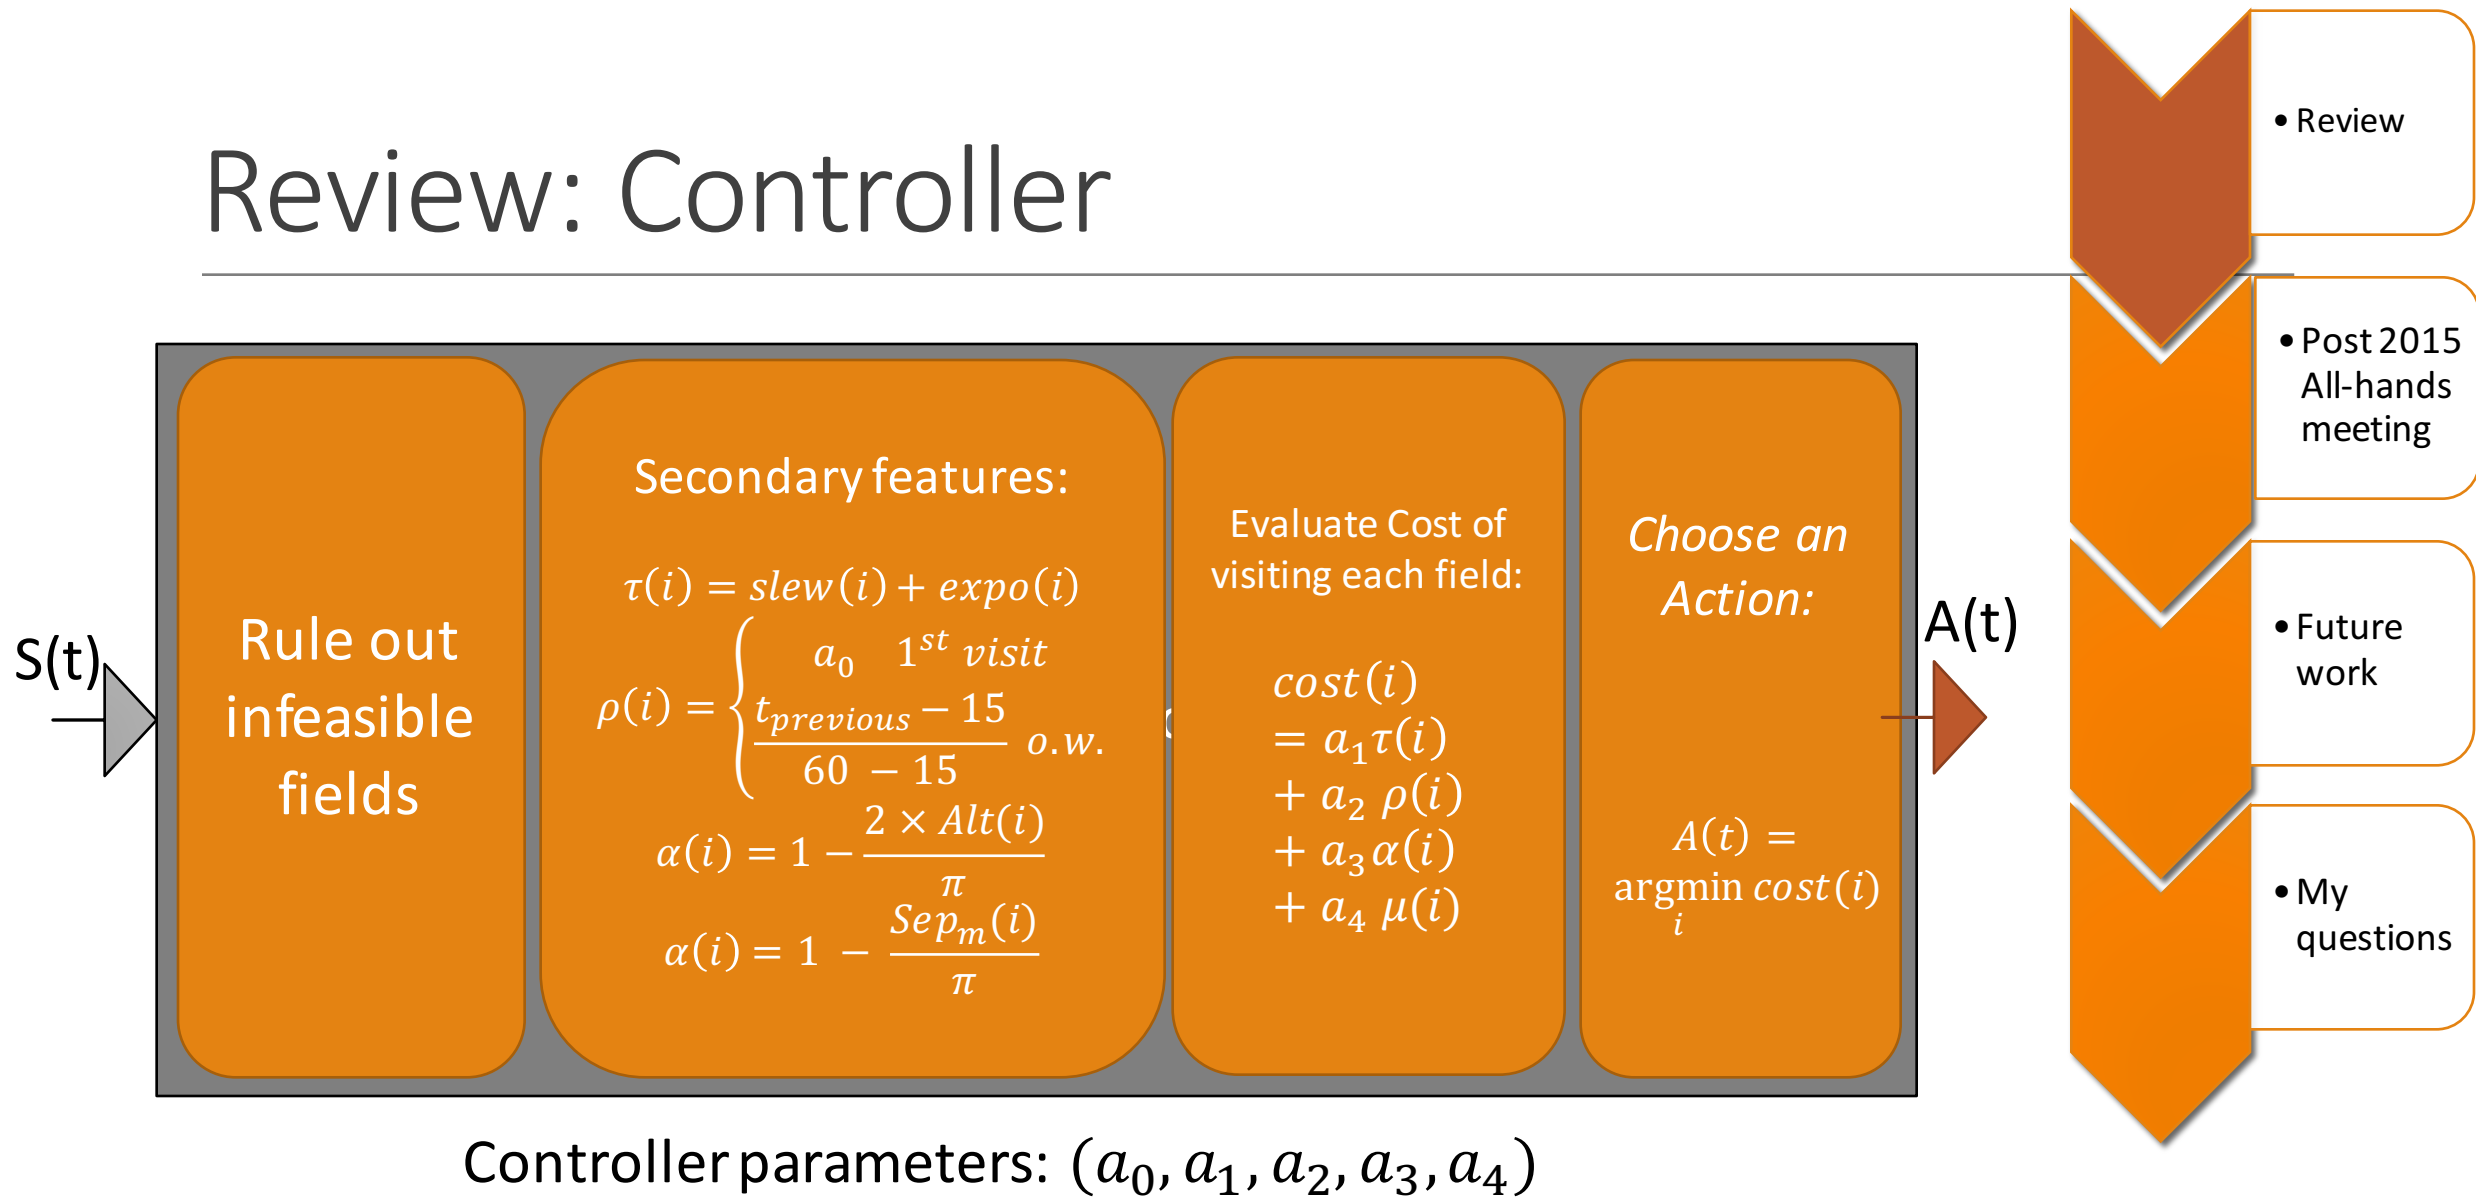 Review: Controller
S(t)
Rule out
infeasible
fields
Secondary features:
τ(i) = slew(i) + expo(i)
ρ(i) = { a₀ 1ˢᵗ visit
(t_previous − 15)/(60 − 15) o.w.
α(i) = 1 − (2 × Alt(i))/π
α(i) = 1 − Sepₘ(i)/π
Evaluate Cost of
visiting each field:
cost(i)
= a₁τ(i)
+ a₂ ρ(i)
+ a₃α(i)
+ a₄ μ(i)
Choose an
Action:
A(t) =
argmin cost(i)
i
A(t)
Controller parameters: (a₀, a₁, a₂, a₃, a₄)
• Review
• Post 2015
All-hands
meeting
• Future
work
• My
questions